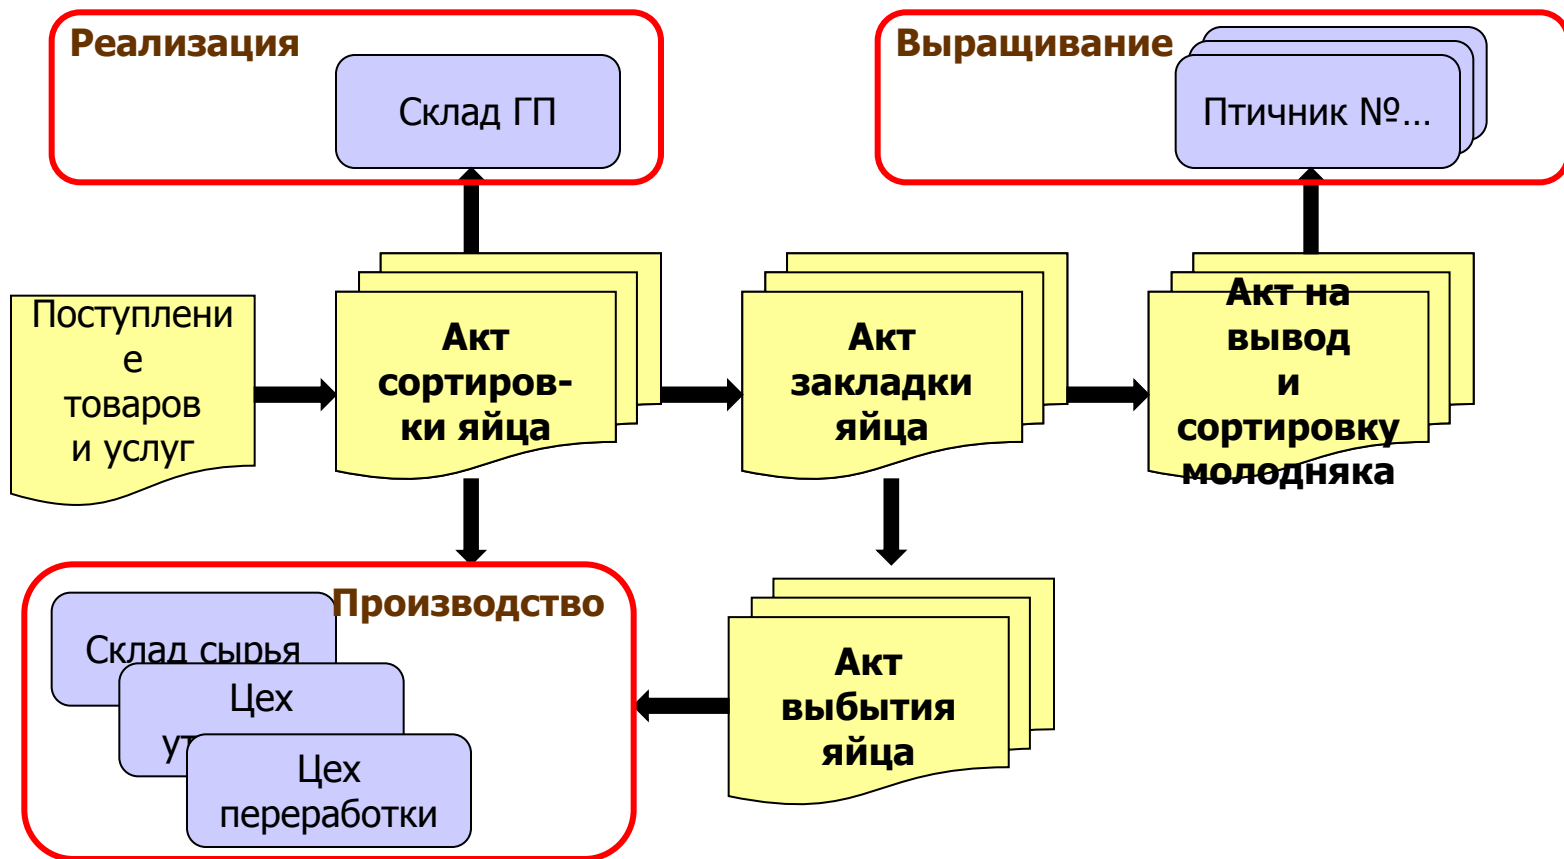 Реализация
Склад ГП
Выращивание
Птичник №...
Поступлени
е
товаров
и услуг
Акт
сортиров-
ки яйца
Акт
закладки
яйца
Акт на
вывод
и
сортировку
молодняка
Производство
Склад сырья
Цех
Цех
переработки
Акт
выбытия
яйца